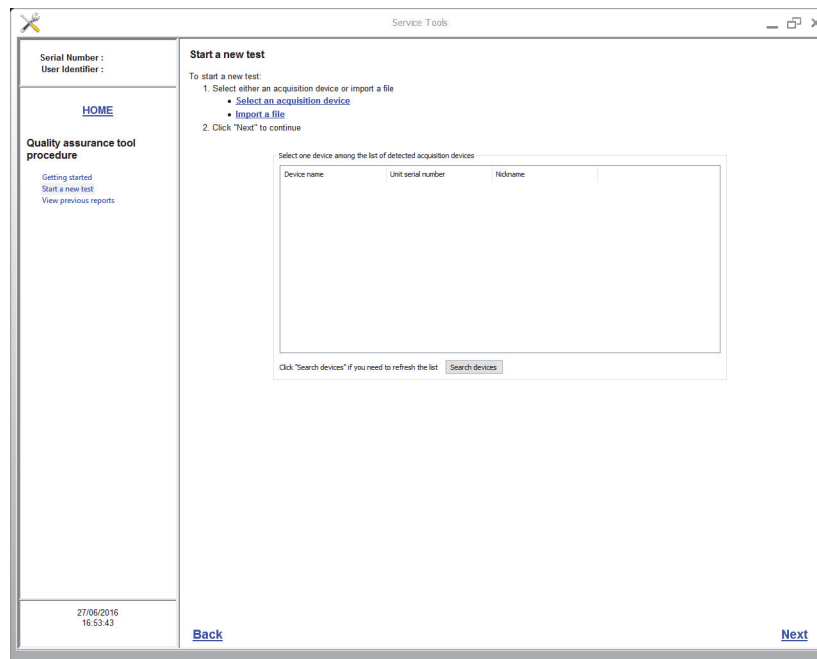 Service Tools
Serial Number :
User Identifier :
HOME
Quality assurance tool
procedure
Getting started
Start a new test
View previous reports
27/06/2016
16:53:43
Start a new test
To start a new test:
1. Select either an acquisition device or import a file
• Select an acquisition device
• Import a file
2. Click "Next" to continue
Select one device among the list of detected acquisition devices
Device name Unit serial number Nickname
Click "Search devices" if you need to refresh the list Search devices
Back Next